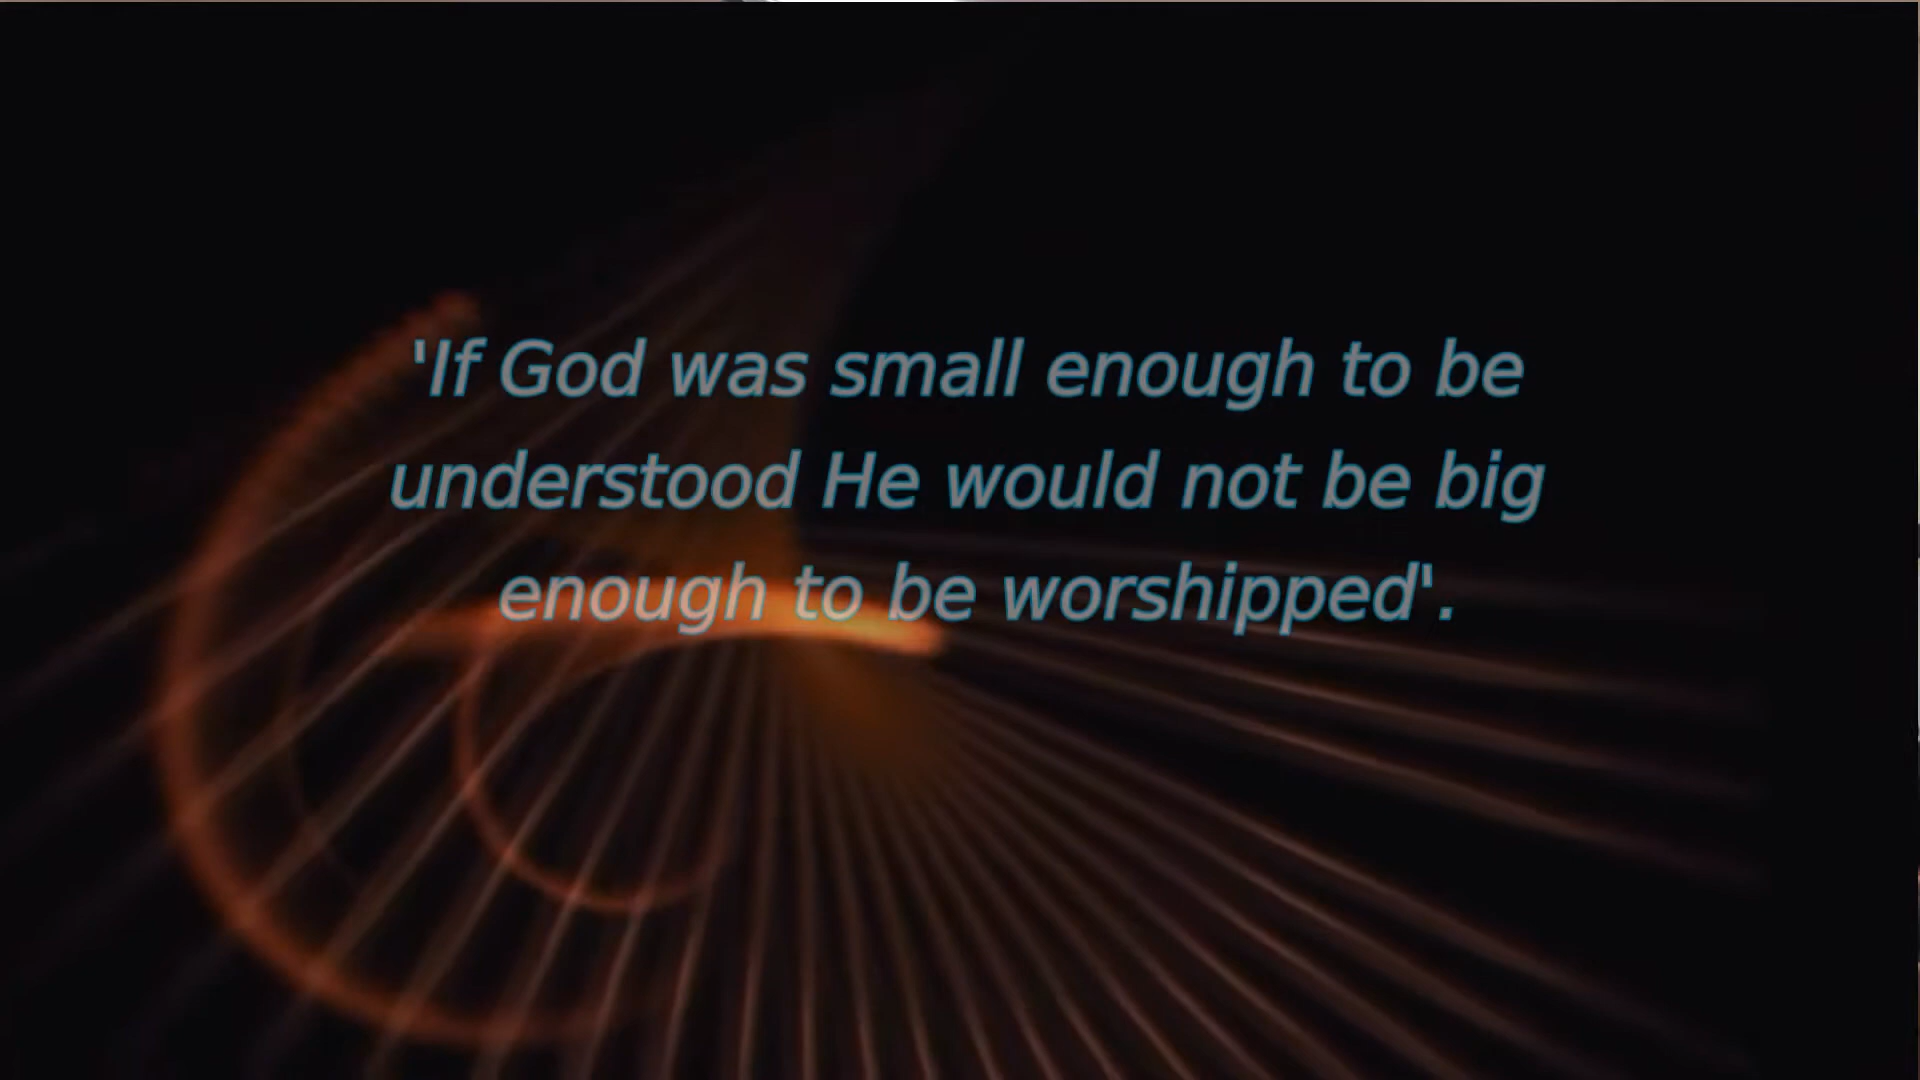 'If God was small enough to be
understood He would not be big
enough to be worshipped'.